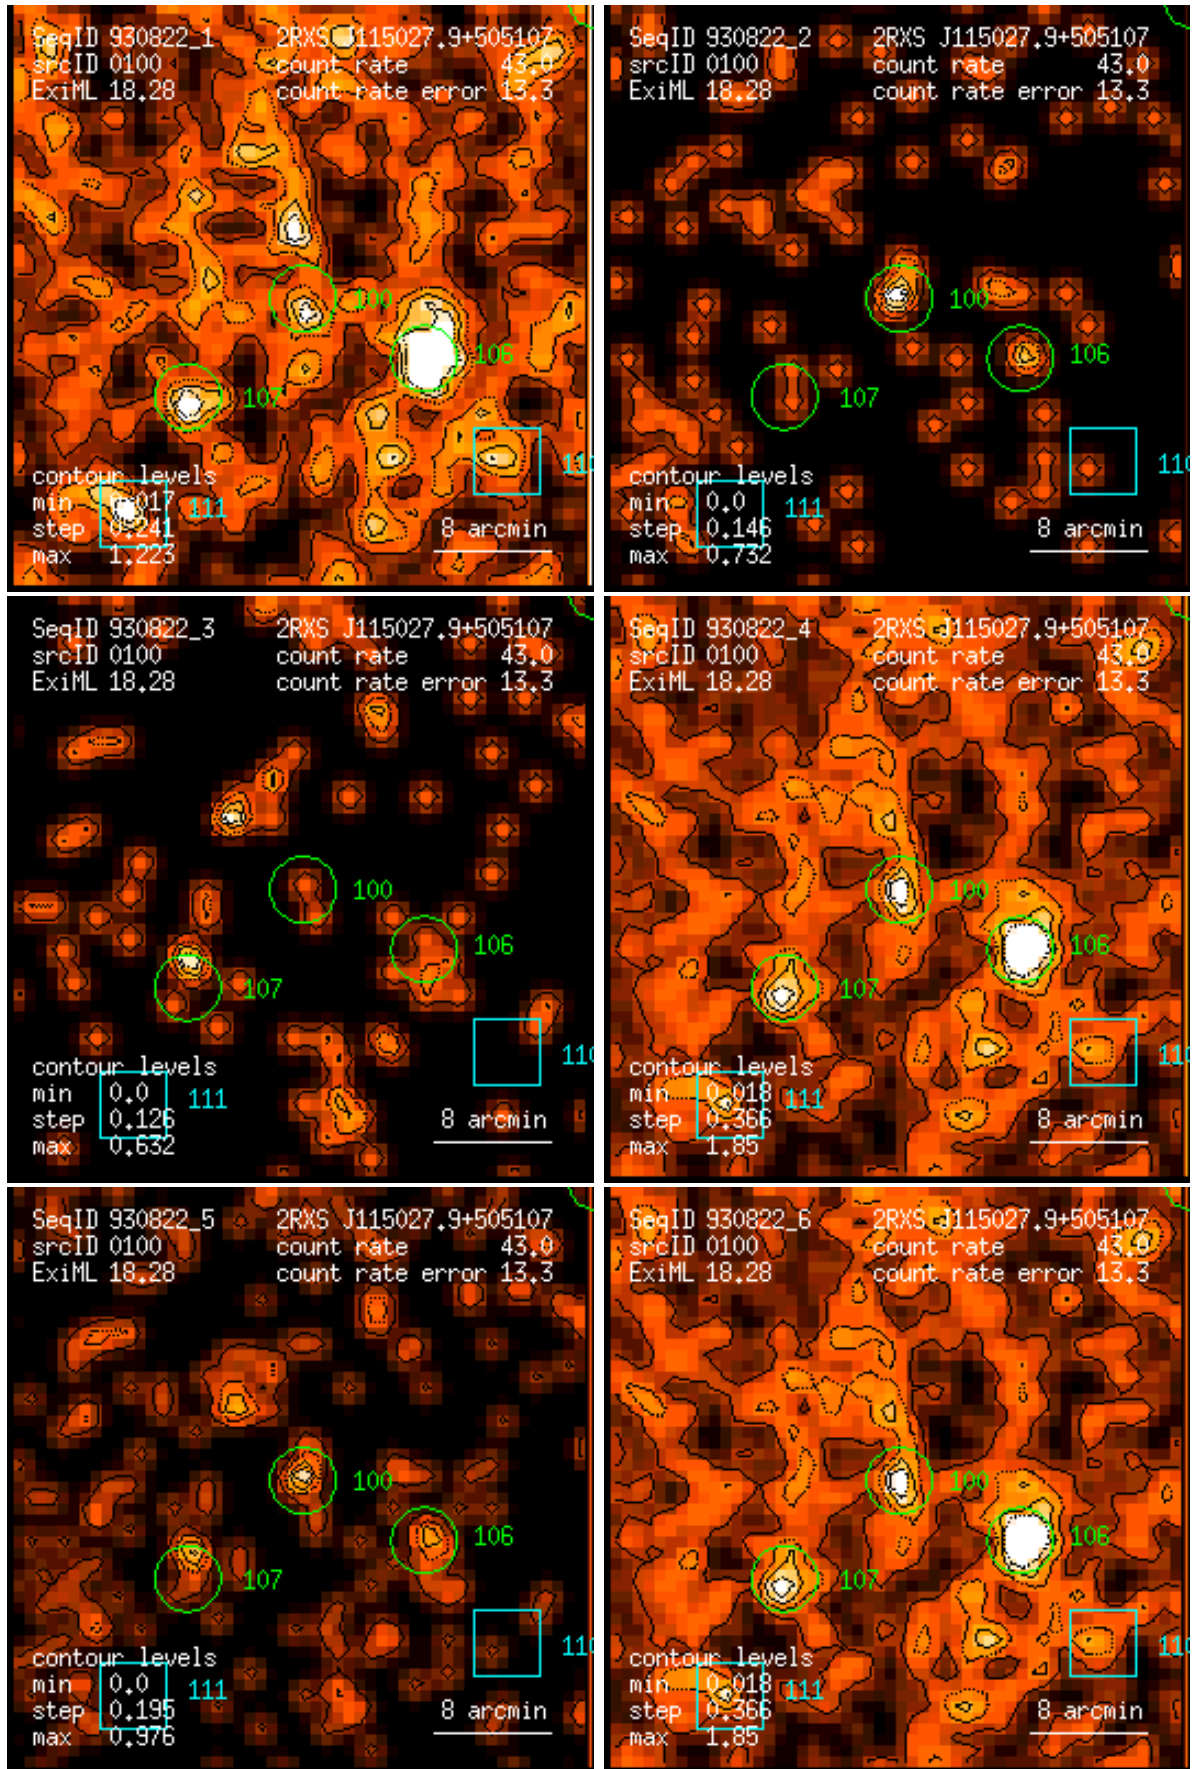 SeqID 930822_1 2RXS J115027.9+505107
srcID 0100 count rate 43.0
ExiML 18.28 count rate error 13.3
100
106
107
110
contour levels
min 0.017
111
step 0.241
8 arcmin
max 1.223
SeqID 930822_2 2RXS J115027.9+505107
srcID 0100 count rate 43.0
ExiML 18.28 count rate error 13.3
100
106
107
110
contour levels
min 0.0
111
step 0.146
8 arcmin
max 0.732
SeqID 930822_3 2RXS J115027.9+505107
srcID 0100 count rate 43.0
ExiML 18.28 count rate error 13.3
100
106
107
110
contour levels
min 0.0
111
step 0.126
8 arcmin
max 0.632
SeqID 930822_4 2RXS J115027.9+505107
srcID 0100 count rate 43.0
ExiML 18.28 count rate error 13.3
100
106
107
110
contour levels
min 0.018
111
step 0.366
8 arcmin
max 1.85
SeqID 930822_5 2RXS J115027.9+505107
srcID 0100 count rate 43.0
ExiML 18.28 count rate error 13.3
100
106
107
110
contour levels
min 0.0
111
step 0.195
8 arcmin
max 0.976
SeqID 930822_6 2RXS J115027.9+505107
srcID 0100 count rate 43.0
ExiML 18.28 count rate error 13.3
100
106
107
110
contour levels
min 0.018
111
step 0.366
8 arcmin
max 1.85